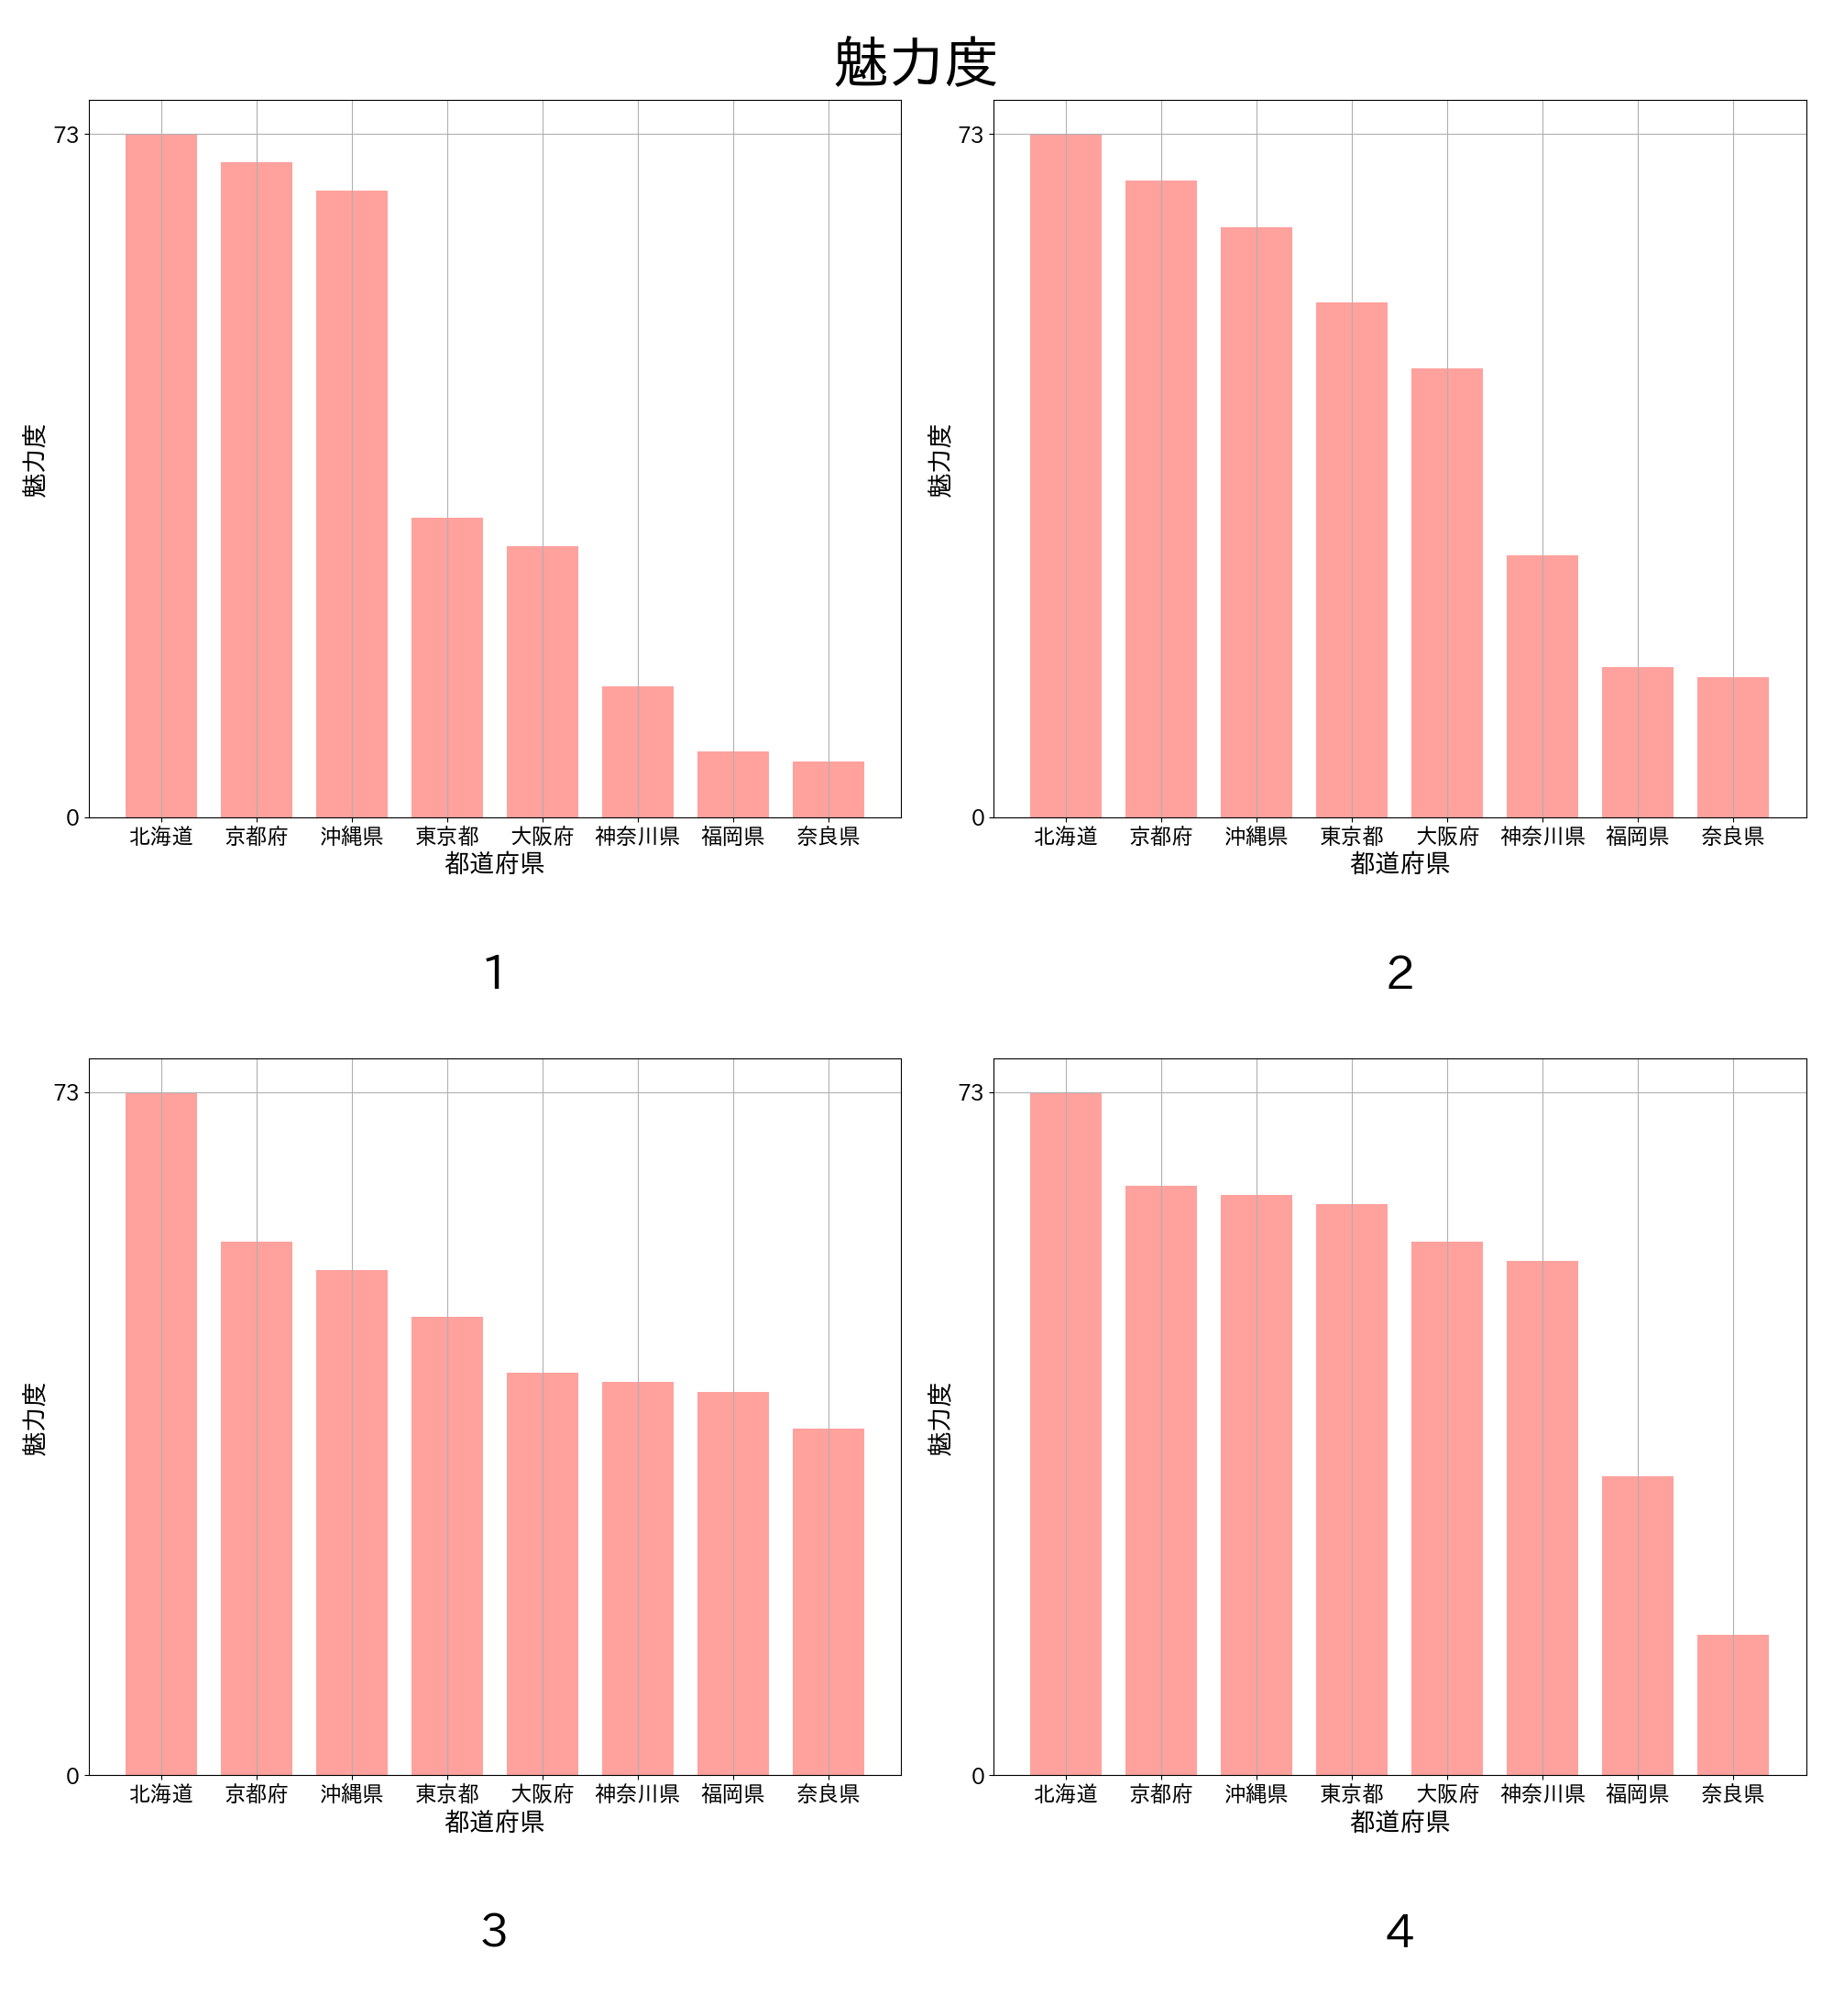 魅力度
73
0
魅力度
北海道 京都府 沖縄県 東京都 大阪府 神奈川県 福岡県 奈良県
都道府県
1
73
0
魅力度
北海道 京都府 沖縄県 東京都 大阪府 神奈川県 福岡県 奈良県
都道府県
2
73
0
魅力度
北海道 京都府 沖縄県 東京都 大阪府 神奈川県 福岡県 奈良県
都道府県
3
73
0
魅力度
北海道 京都府 沖縄県 東京都 大阪府 神奈川県 福岡県 奈良県
都道府県
4